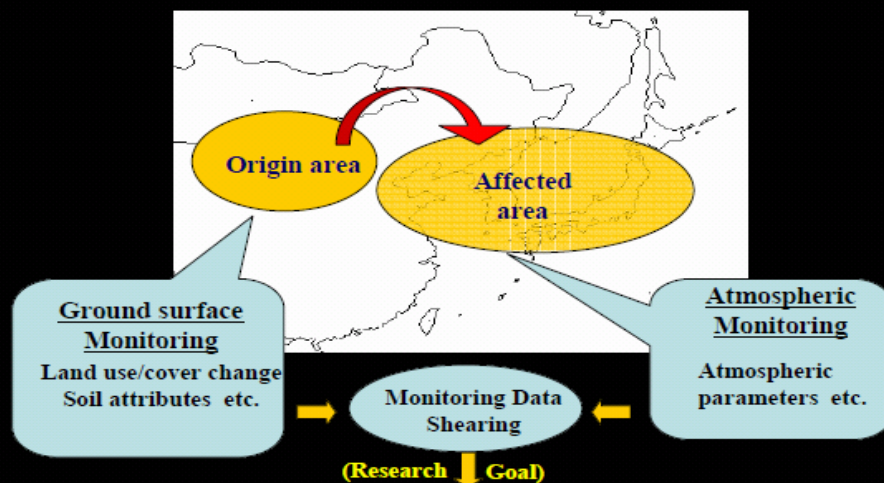 Origin area
Affected
area
Ground surface
Monitoring
Land use/cover change
Soil attributes etc.
Atmospheric
Monitoring
Atmospheric
parameters etc.
Monitoring Data
Shearing
(Research Goal)